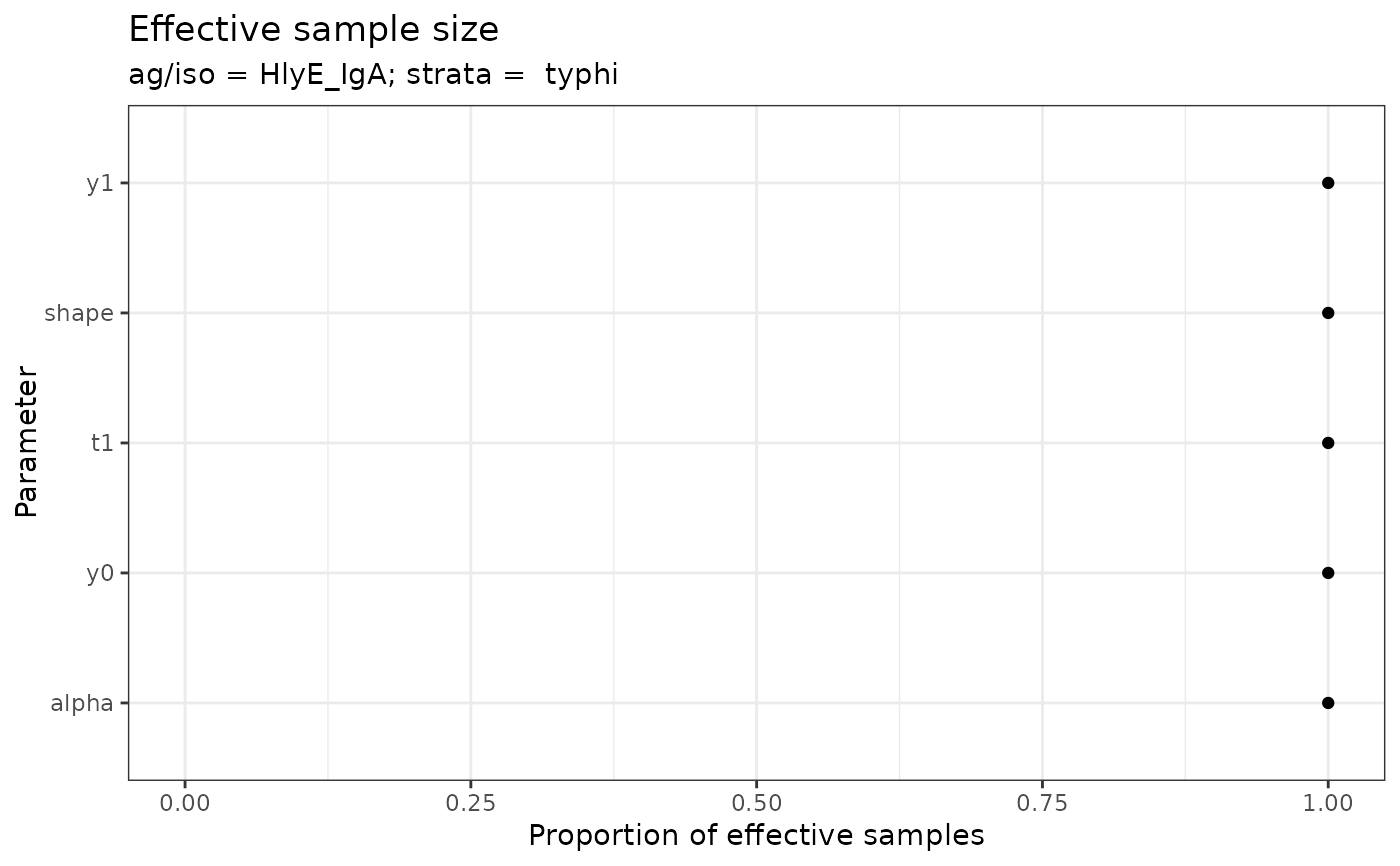 Effective sample size
ag/iso = HlyE_IgA; strata =  typhi
y1
shape
t1
y0
alpha
Parameter
0.00
0.25
0.50
0.75
1.00
Proportion of effective samples